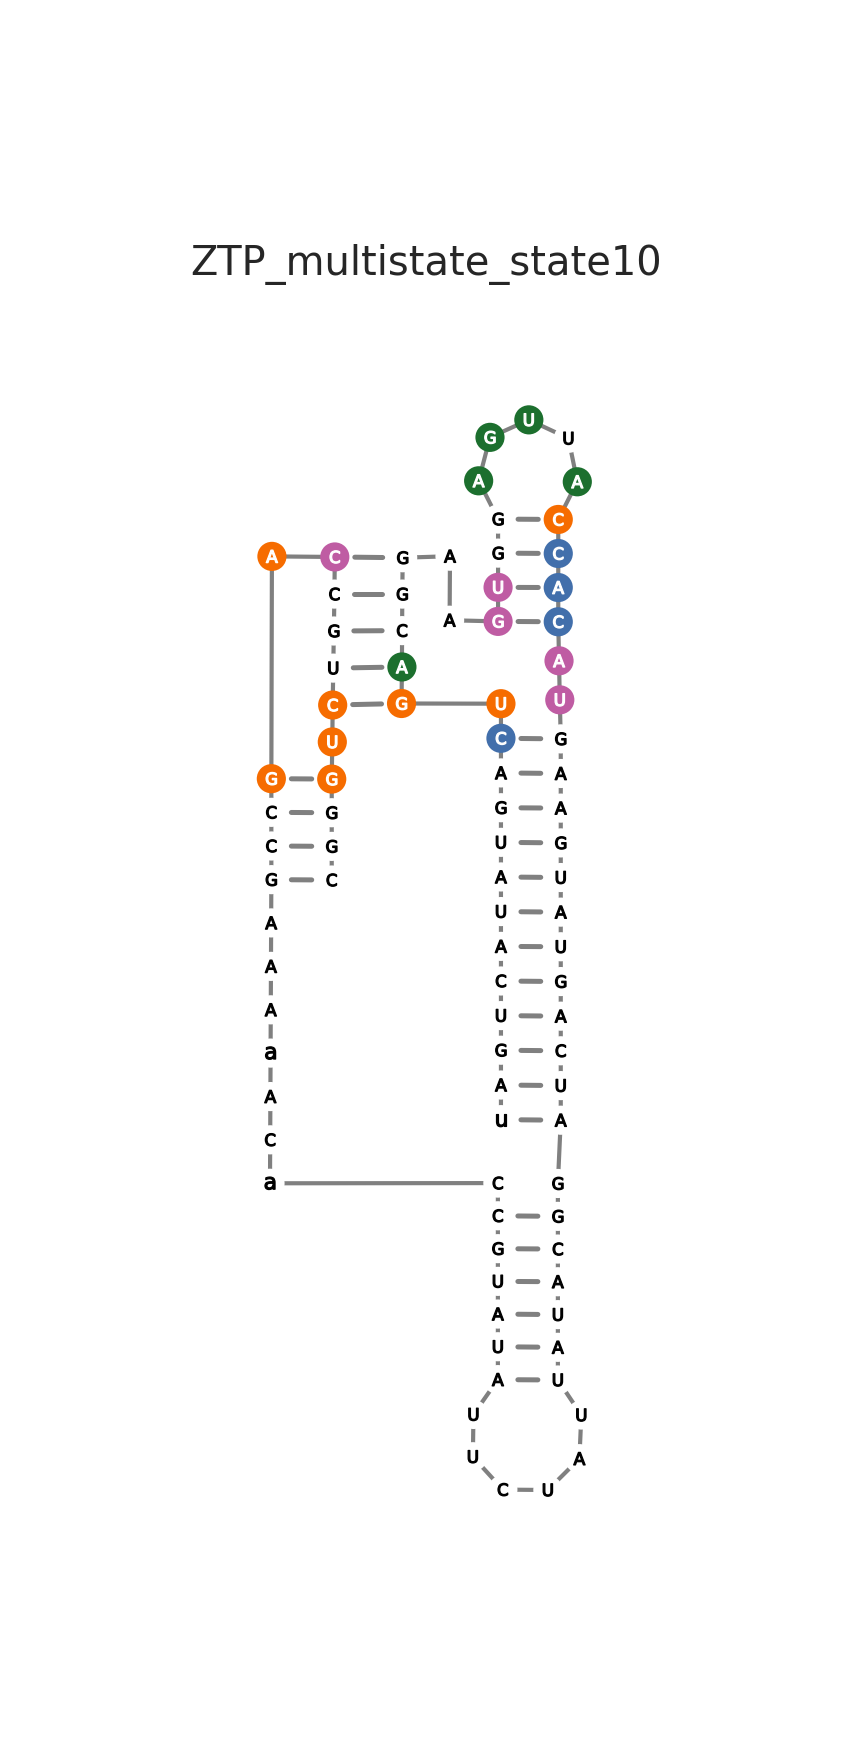 ZTP_multistate_state10
U
G U
A A
G C
A C G A G C
C G U A
G C A G C
U A A
C G U U
U C G
G G A A
C G G A
C G U G
G C A U
A U A
A A U
A C G
a U A
A G C
C A U
u A
a C G
C G
G C
U A
A U
U A
A U
U U
U A
C U